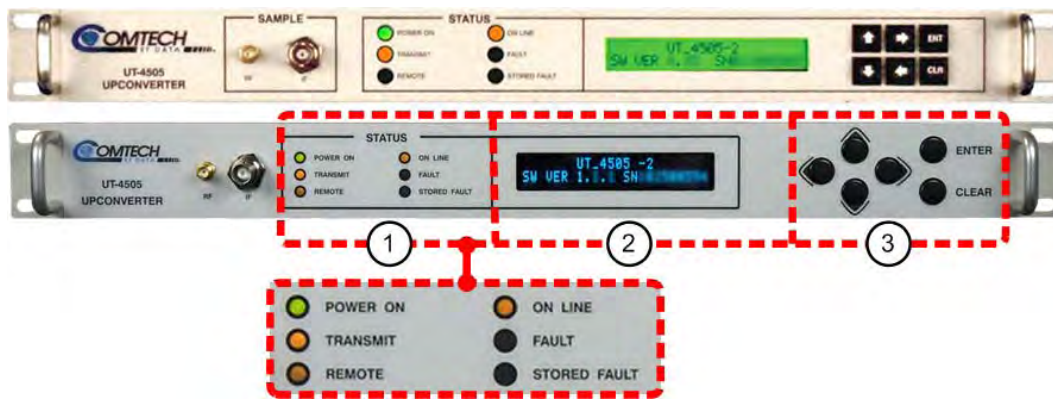 SAMPLE
STATUS
COMTECH
EF DATA
POWER ON
ON LINE
TRANSMIT
FAULT
REMOTE
STORED FAULT
RF
IF
UT-4505
UPCONVERTER
UT_4505-2
SW VER SN
ENT
CLR
STATUS
COMTECH
EF DATA
POWER ON
ON LINE
TRANSMIT
FAULT
REMOTE
STORED FAULT
RF
IF
UT-4505
UPCONVERTER
UT_4505 -2
SW VER 1. SN
ENTER
CLEAR
1
2
3
POWER ON
ON LINE
TRANSMIT
FAULT
REMOTE
STORED FAULT